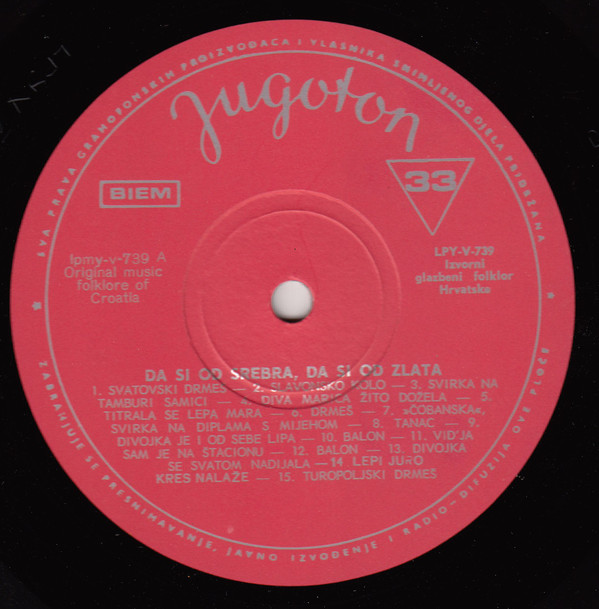 SVA PRAVA GRAMOFONSKIH PROIZVOĐAČA I VLASNIKA SNIMLJENOG DJELA PRIDRŽANA
Jugoton
33
BIEM
lpmy-v-739 A
Original music
folklore of
Croatia
LPY-V-739
Izvorni
glazbeni folklor
Hrvatske
DA SI OD SREBRA, DA SI OD ZLATA
1. SVATOVSKI DRMEŠ — 2. SLAVONSKO KOLO — 3. SVIRKA NA
TAMBURI SAMICI — 4. DIVA MARICA ŽITO DOŽELA — 5.
TITRALA SE LEPA MARA — 6. DRMEŠ — 7. »ČOBANSKA«,
SVIRKA NA DIPLAMA S MIJEHOM — 8. TANAC — 9.
DIVOJKA JE I OD SEBE LIPA — 10. BALON — 11. VID'JA
SAM JE NA ŠTACIONU — 12. BALON — 13. DIVOJKA
SE SVATOM NADIJALA —14 LEPI JURO
KRES NALAŽE — 15. TUROPOLJSKI DRMEŠ
ZABRANJUJE SE PRESNIMAVANJE, JAVNO IZVOĐENJE I RADIO-DIFUZIJA OVE PLOČE